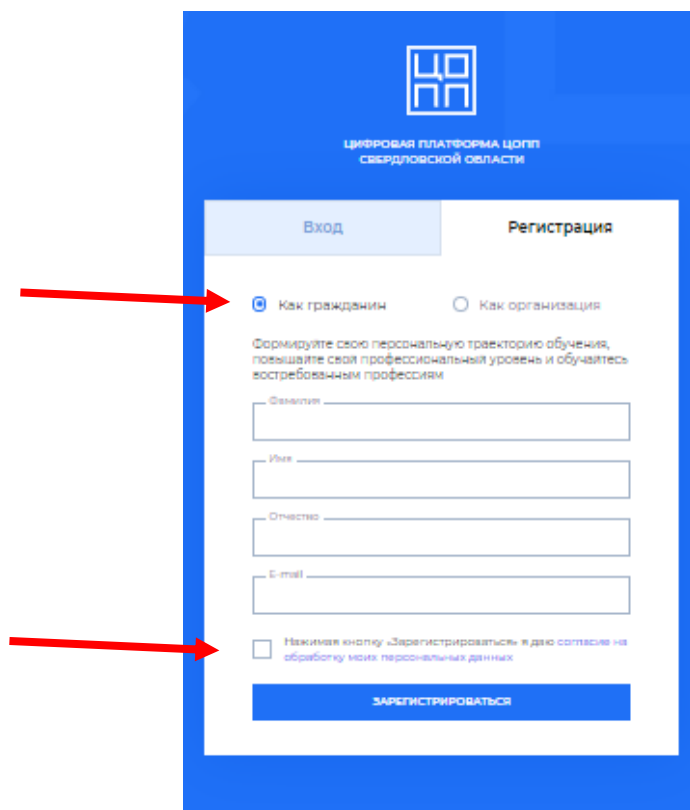 ЦОПП
ЦИФРОВАЯ ПЛАТФОРМА ЦОПП
СВЕРДЛОВСКОЙ ОБЛАСТИ
Вход
Регистрация
Как гражданин
Как организация
Формируйте свою персональную траекторию обучения,
повышайте свой профессиональный уровень и обучайтесь
востребованным профессиям
Фамилия
Имя
Отчество
E-mail
Нажимая кнопку «Зарегистрироваться» я даю согласие на
обработку моих персональных данных
ЗАРЕГИСТРИРОВАТЬСЯ